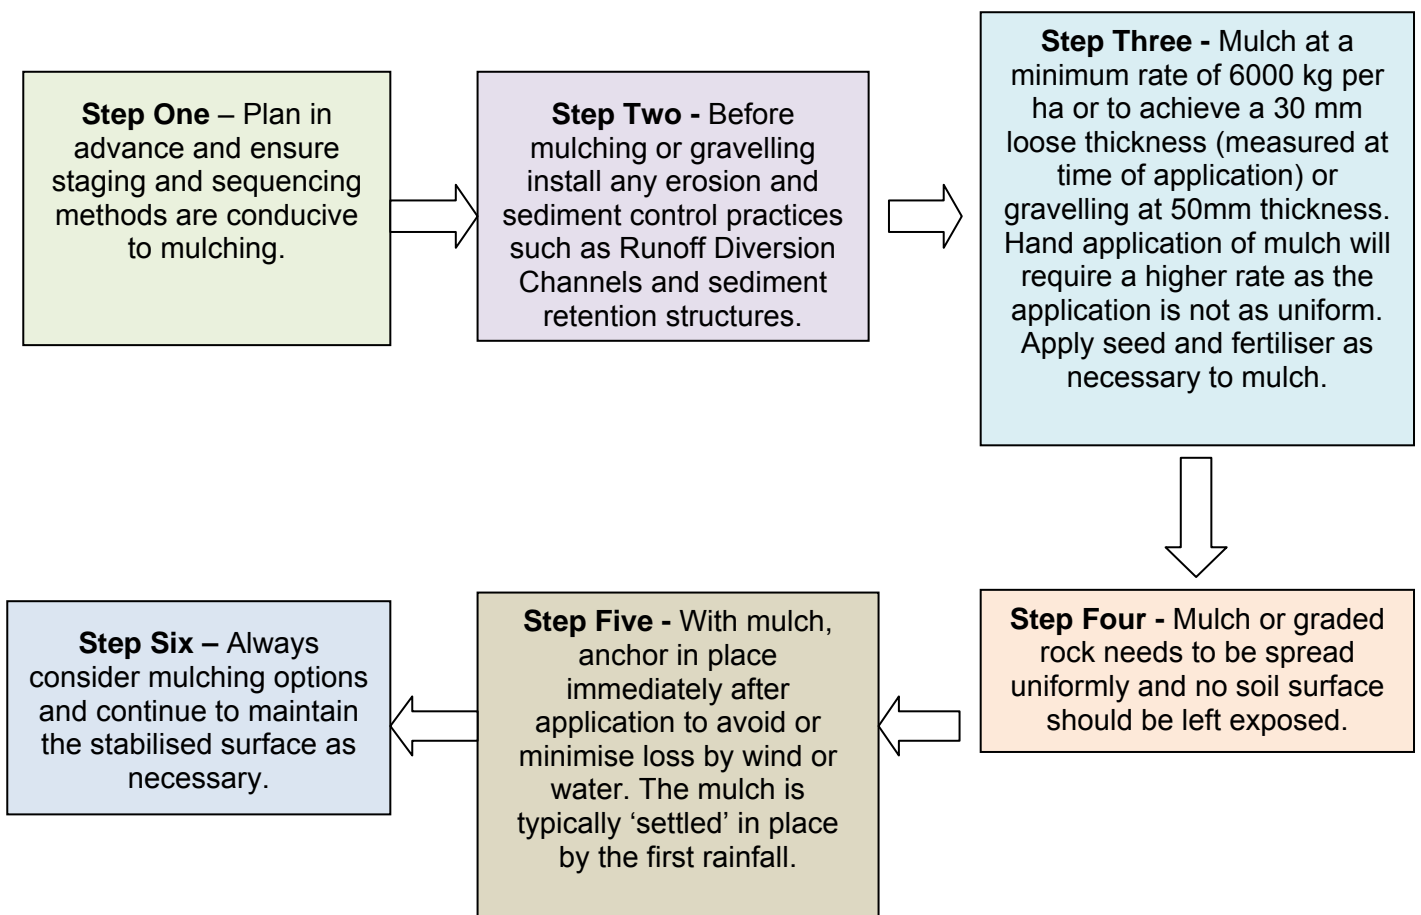 Step One – Plan in
advance and ensure
staging and sequencing
methods are conducive
to mulching.
Step Two - Before
mulching or gravelling
install any erosion and
sediment control practices
such as Runoff Diversion
Channels and sediment
retention structures.
Step Three - Mulch at a
minimum rate of 6000 kg per
ha or to achieve a 30 mm
loose thickness (measured at
time of application) or
gravelling at 50mm thickness.
Hand application of mulch will
require a higher rate as the
application is not as uniform.
Apply seed and fertiliser as
necessary to mulch.
Step Four - Mulch or graded
rock needs to be spread
uniformly and no soil surface
should be left exposed.
Step Five - With mulch,
anchor in place
immediately after
application to avoid or
minimise loss by wind or
water. The mulch is
typically ‘settled’ in place
by the first rainfall.
Step Six – Always
consider mulching options
and continue to maintain
the stabilised surface as
necessary.